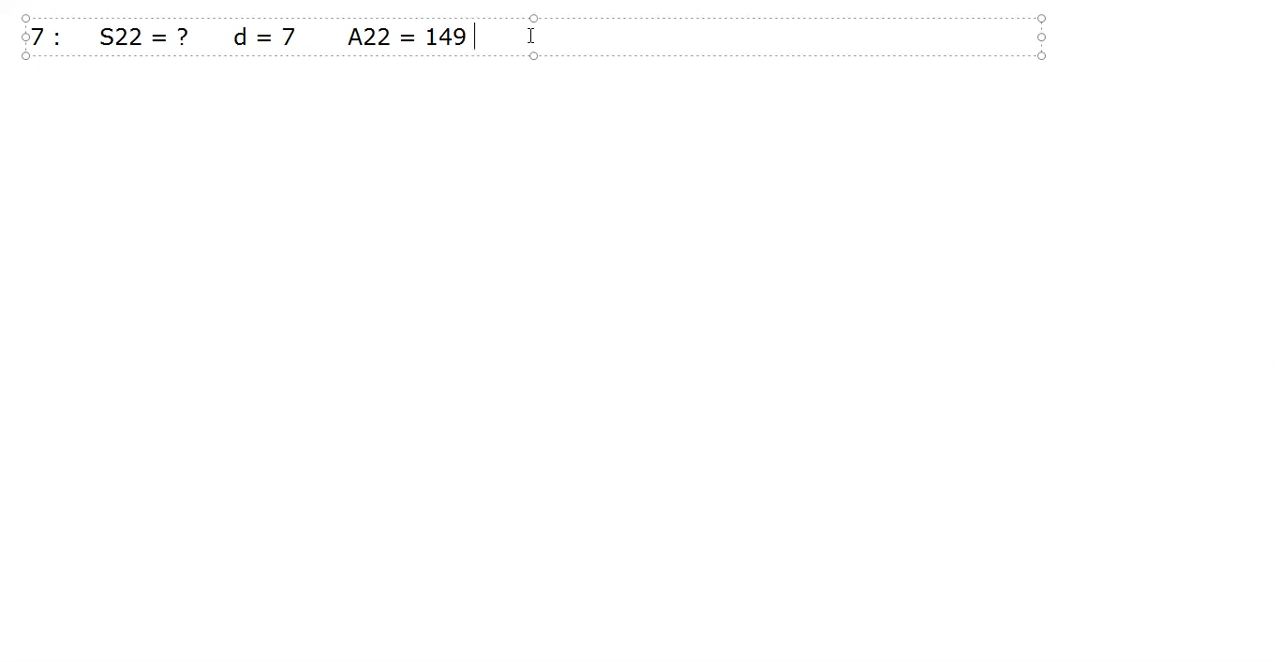 7 : S22 = ? d = 7 A22 = 149